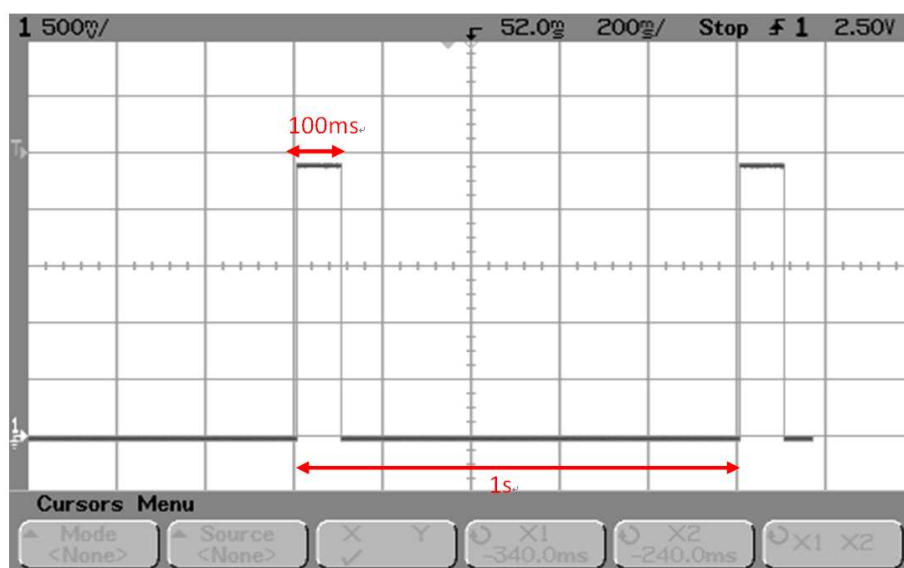 1 500mV/ 52.0ms 200ms/ Stop 1 2.50V
100ms
T
1
1s
Cursors Menu
Mode Source X Y X1 X2 X1 X2
<None> <None> ✓ -340.0ms -240.0ms